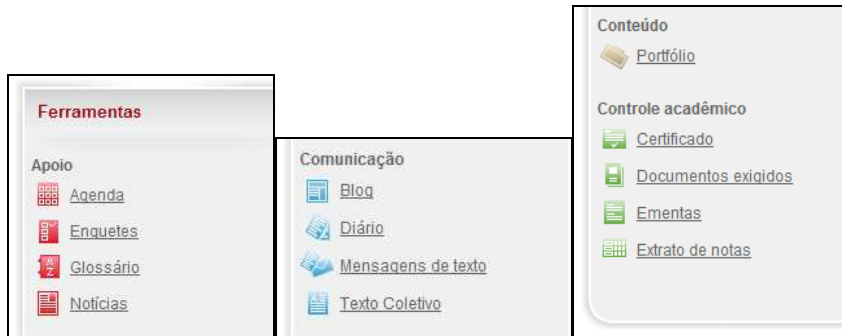 Ferramentas
Apoio
Agenda
Enquetes
Glossário
Notícias
Comunicação
Blog
Diário
Mensagens de texto
Texto Coletivo
Conteúdo
Portfólio
Controle acadêmico
Certificado
Documentos exigidos
Ementas
Extrato de notas